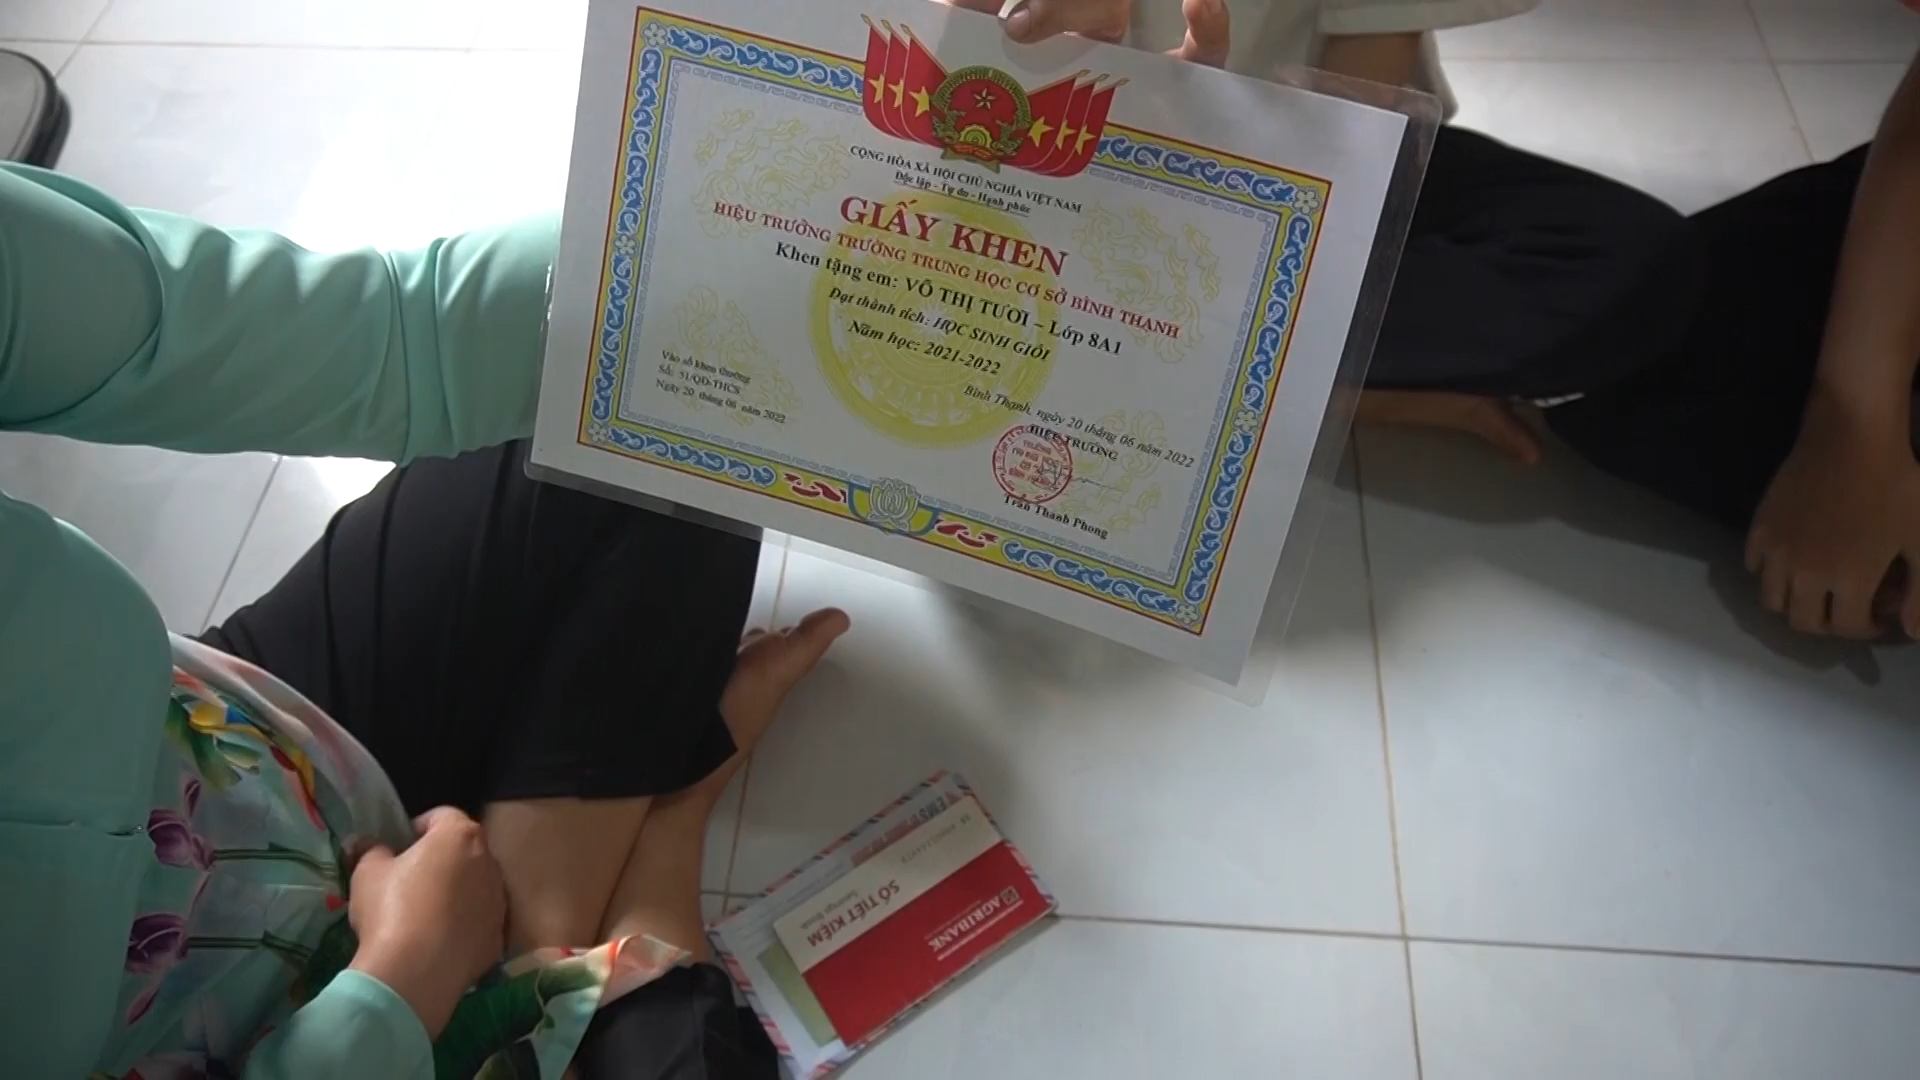 CỘNG HÒA XÃ HỘI CHỦ NGHĨA VIỆT NAM
Độc lập - Tự do - Hạnh phúc
GIẤY KHEN
HIỆU TRƯỞNG TRƯỜNG TRUNG HỌC CƠ SỞ BÌNH THẠNH
Khen tặng em: VÕ THỊ TƯƠI – Lớp 8A1
Đạt thành tích: HỌC SINH GIỎI
Năm học: 2021-2022
Vào sổ khen thưởng
Số: 51/QĐ-THCS
Ngày 20 tháng 06 năm 2022
Bình Thạnh, ngày 20 tháng 06 năm 2022
HIỆU TRƯỞNG
Trần Thanh Phong
AGRIBANK
SỔ TIẾT KIỆM
Savings Book